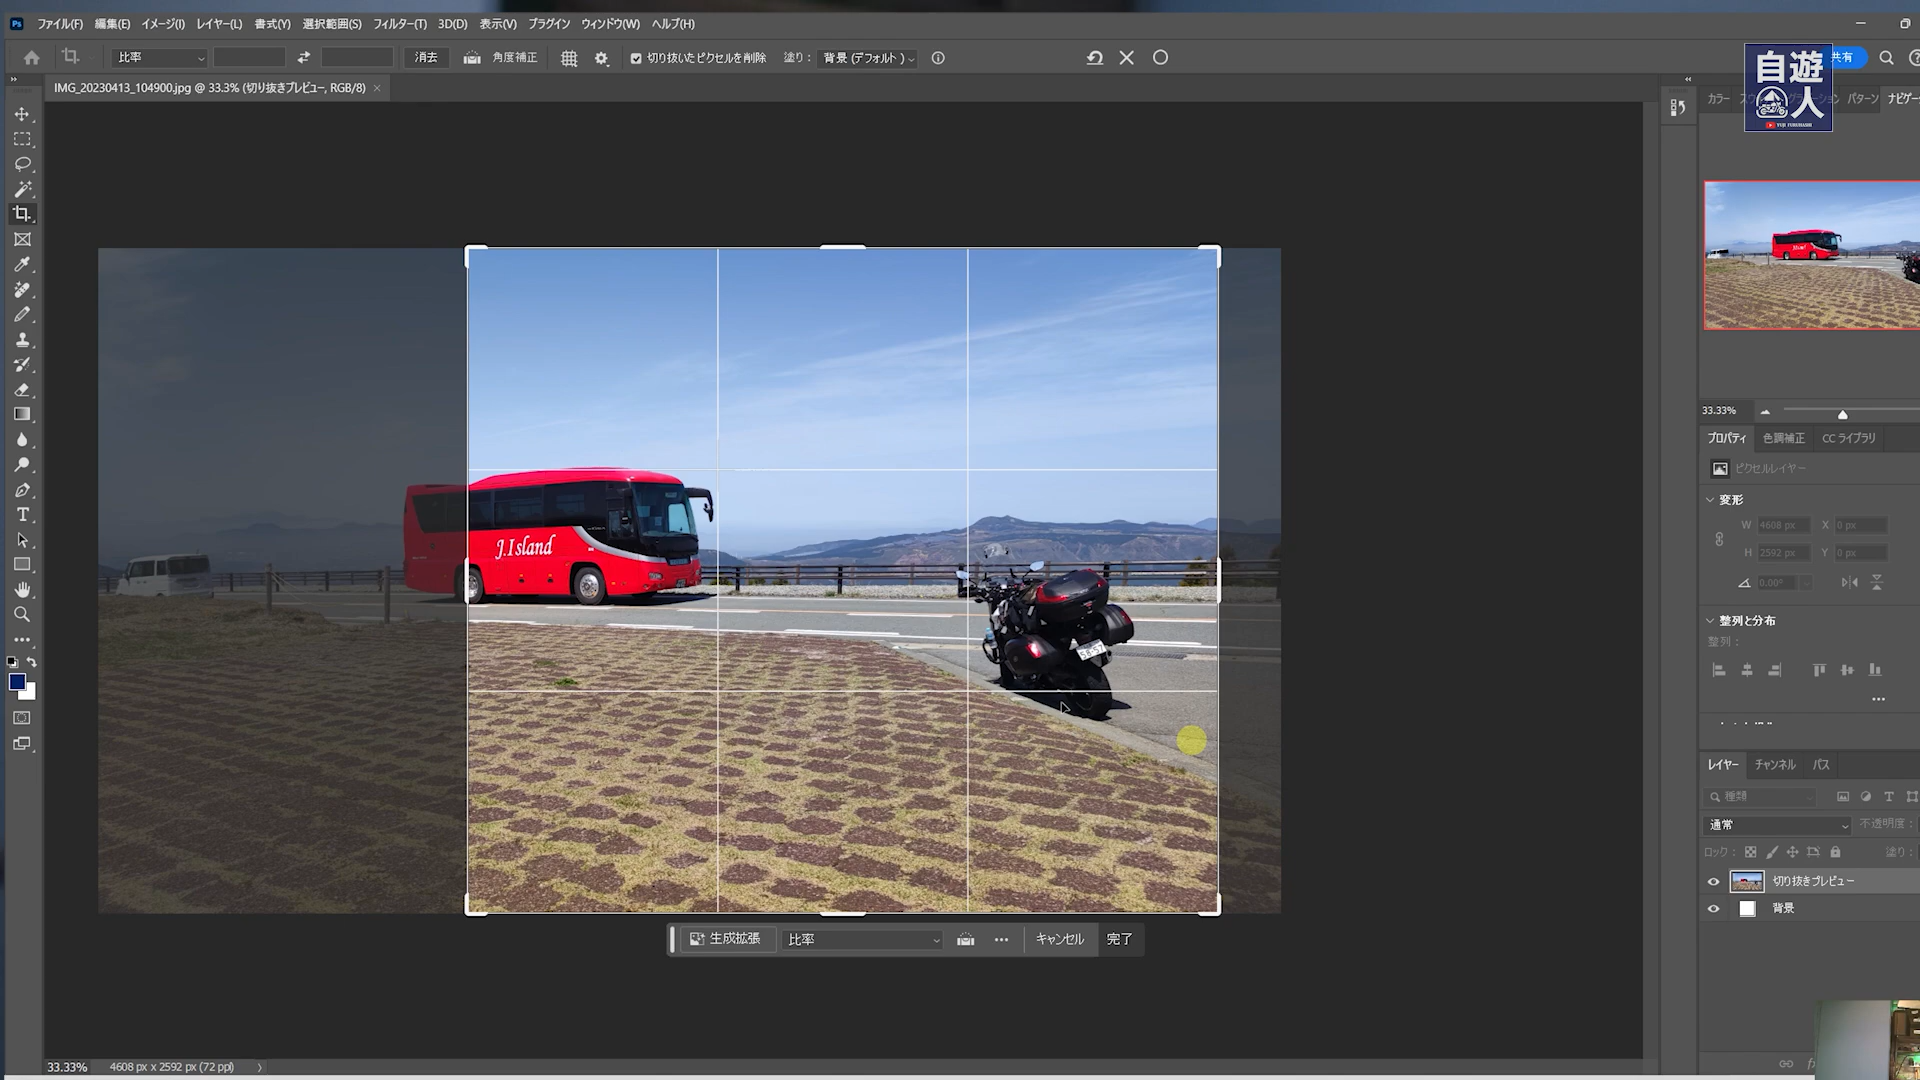 Ps ファイル(F) 編集(E) イメージ(I) レイヤー(L) 書式(Y) 選択範囲(S) フィルター(T) 3D(D) 表示(V) プラグイン ウィンドウ(W) ヘルプ(H)
比率 消去 角度補正 切り抜いたピクセルを削除 塗り : 背景 (デフォルト)
共有
自遊人
YUJI FURUHASHI
IMG_20230413_104900.jpg @ 33.3% (切り抜きプレビュー, RGB/8)
カラー パターン ナビゲー
J.Island
58-57
33.33%
プロパティ 色調補正 CC ライブラリ
ピクセルレイヤー
変形
W 4608 px X 0 px
H 2592 px Y 0 px
0.00°
整列と分布
整列 :
レイヤー チャンネル パス
種類
通常 不透明度 :
ロック : 塗り :
切り抜きプレビュー
背景
生成拡張 比率 キャンセル 完了
33.33% 4608 px x 2592 px (72 ppi)